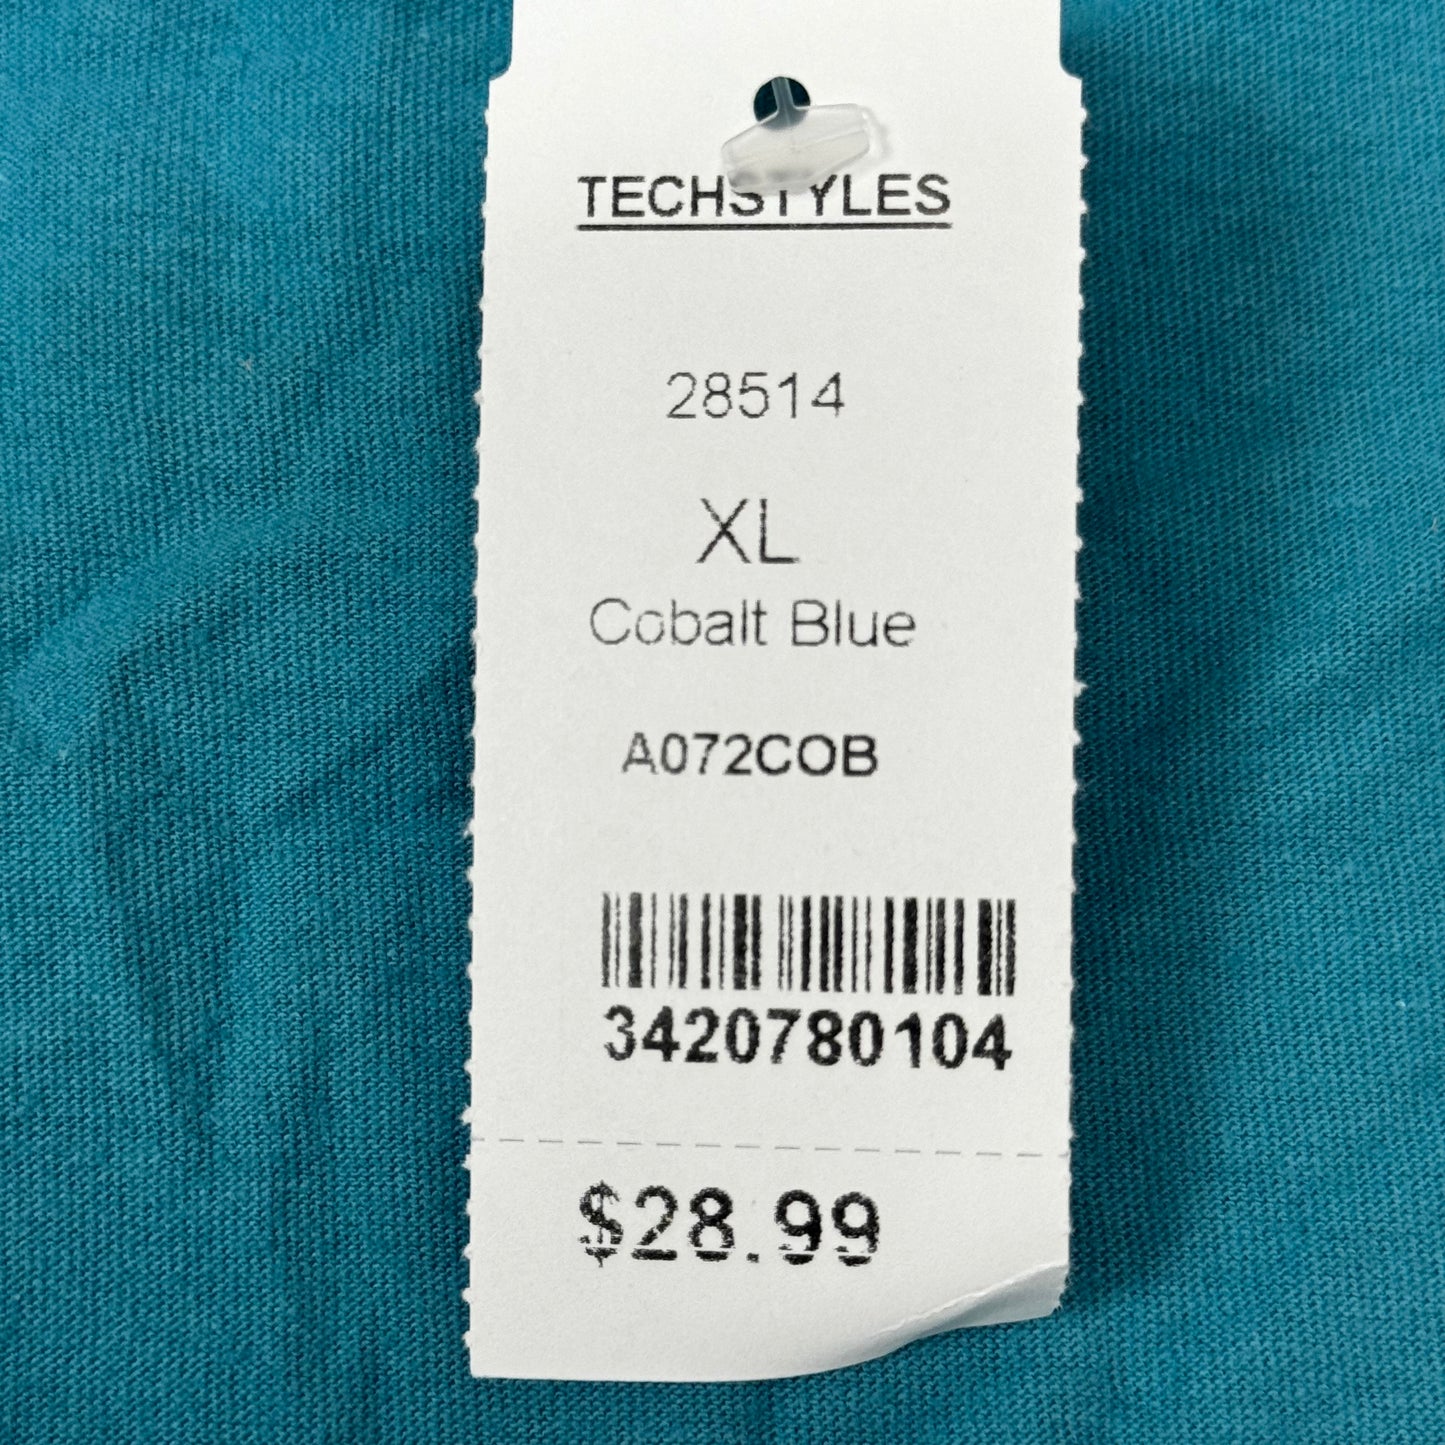 TECHSTYLES
28514
XL
Cobalt Blue
A072COB
3420780104
$28.99